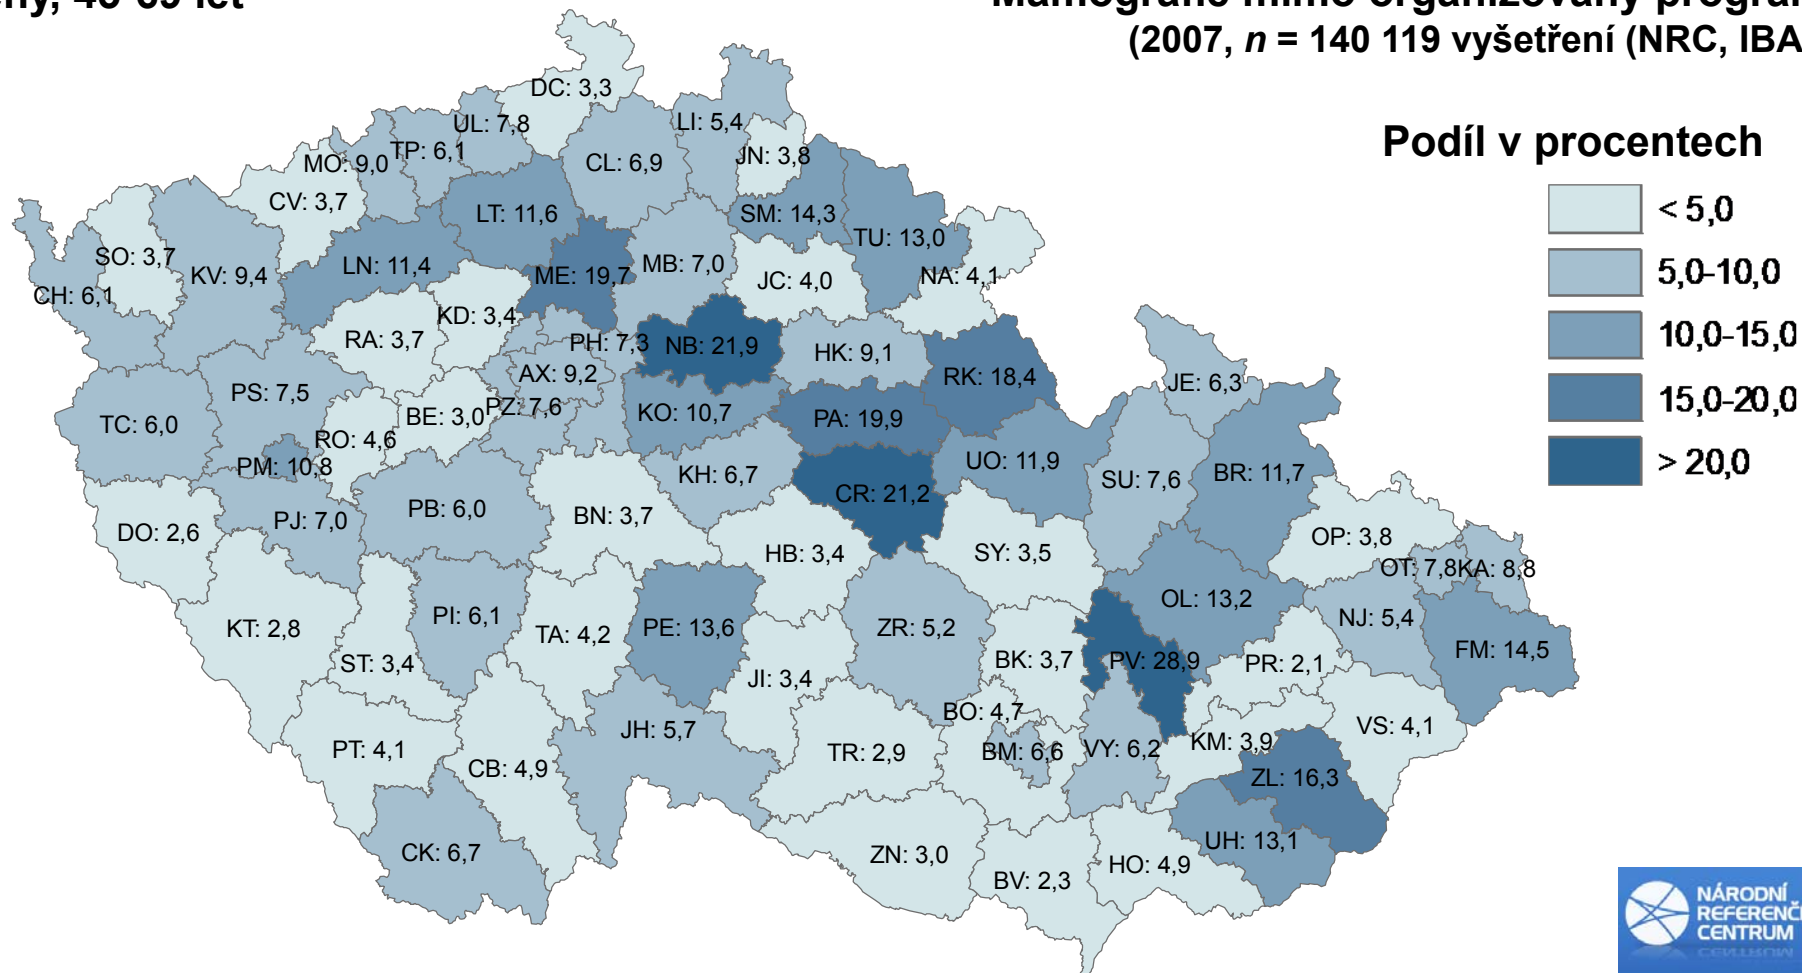 45-69 let
mimo organizovaný
(2007, n = 140 119 vyšetření (NRC, IBA
Podíl v procentech
< 5,0
5,0-10,0
10,0-15,0
15,0-20,0
> 20,0
DC: 3,3
UL: 7,8
LI: 5,4
TP: 6,1
MO: 9,0
CL: 6,9
JN: 3,8
CV: 3,7
LT: 11,6
SM: 14,3
TU: 13,0
SO: 3,7
KV: 9,4
LN: 11,4
ME: 19,7
MB: 7,0
JC: 4,0
NA: 4,1
CH: 6,1
KD: 3,4
RA: 3,7
PH: 7,3
NB: 21,9
HK: 9,1
AX: 9,2
RK: 18,4
JE: 6,3
PS: 7,5
BE: 3,0
PZ: 7,6
KO: 10,7
PA: 19,9
TC: 6,0
RO: 4,6
PM: 10,8
KH: 6,7
UO: 11,9
SU: 7,6
BR: 11,7
CR: 21,2
DO: 2,6
PJ: 7,0
PB: 6,0
BN: 3,7
HB: 3,4
SY: 3,5
OP: 3,8
OT: 7,8
KA: 8,8
KT: 2,8
PI: 6,1
TA: 4,2
PE: 13,6
ZR: 5,2
OL: 13,2
NJ: 5,4
ST: 3,4
JI: 3,4
BK: 3,7
PV: 28,9
PR: 2,1
FM: 14,5
BO: 4,7
PT: 4,1
CB: 4,9
JH: 5,7
TR: 2,9
BM: 6,6
VY: 6,2
KM: 3,9
VS: 4,1
ZL: 16,3
CK: 6,7
ZN: 3,0
BV: 2,3
HO: 4,9
UH: 13,1
NÁRODNÍ
CENTRUM